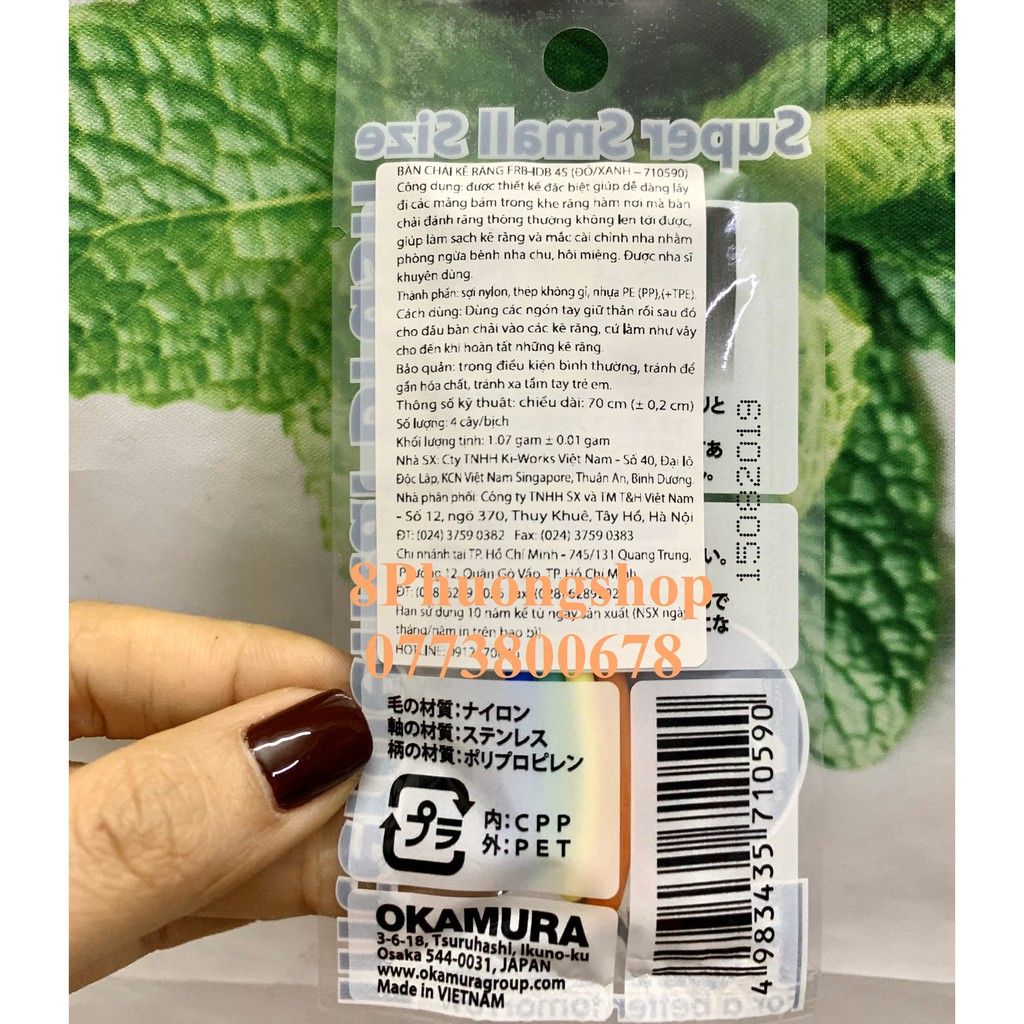 Super Small Size
BÀN CHẢI KẼ RĂNG FRB-IDB 4S (ĐỎ/XANH – 710590)
Công dụng: được thiết kế đặc biệt giúp dễ dàng lấy
đi các mảng bám trong khe răng hàm nơi mà bàn
chải đánh răng thông thường không len tới được,
giúp làm sạch kẽ răng và mắc cài chỉnh nha nhằm
phòng ngừa bệnh nha chu, hôi miệng. Được nha sĩ
khuyên dùng.
Thành phần: sợi nylon, thép không gỉ, nhựa PE (PP),(+TPE).
Cách dùng: Dùng các ngón tay giữ thân rồi sau đó
cho đầu bàn chải vào các kẽ răng, cứ làm như vậy
cho đến khi hoàn tất những kẽ răng.
Bảo quản: trong điều kiện bình thường, tránh để
gần hóa chất, tránh xa tầm tay trẻ em.
Thông số kỹ thuật: chiều dài: 70 cm (± 0,2 cm)
Số lượng: 4 cây/bịch
Khối lượng tịnh: 1.07 gam ± 0.01 gam
Nhà SX: Cty TNHH Ki-Works Việt Nam - Số 40, Đại lộ
Độc Lập, KCN Việt Nam Singapore, Thuận An, Bình Dương.
Nhà phân phối: Công ty TNHH SX và TM T&H Việt Nam
- Số 12, ngõ 370, Thụy Khuê, Tây Hồ, Hà Nội
ĐT: (024) 3759 0382 Fax: (024) 3759 0383
Chi nhánh tại TP. Hồ Chí Minh - 745/131 Quang Trung,
Phường 12, Quận Gò Vấp, TP. Hồ Chí Minh
8Phuongshop
Hạn sử dụng 10 năm kể từ ngày sản xuất (NSX ngày/
tháng/năm in trên bao bì)
HOTLINE:
0773800678
15082019
毛の材質:ナイロン
軸の材質:ステンレス
柄の材質:ポリプロピレン
プラ
内:CPP
外:PET
4 983435 710590
OKAMURA
3-6-18, Tsuruhashi, Ikuno-ku
Osaka 544-0031, JAPAN
www.okamuragroup.com
Made in VIETNAM
For a better tomorrow